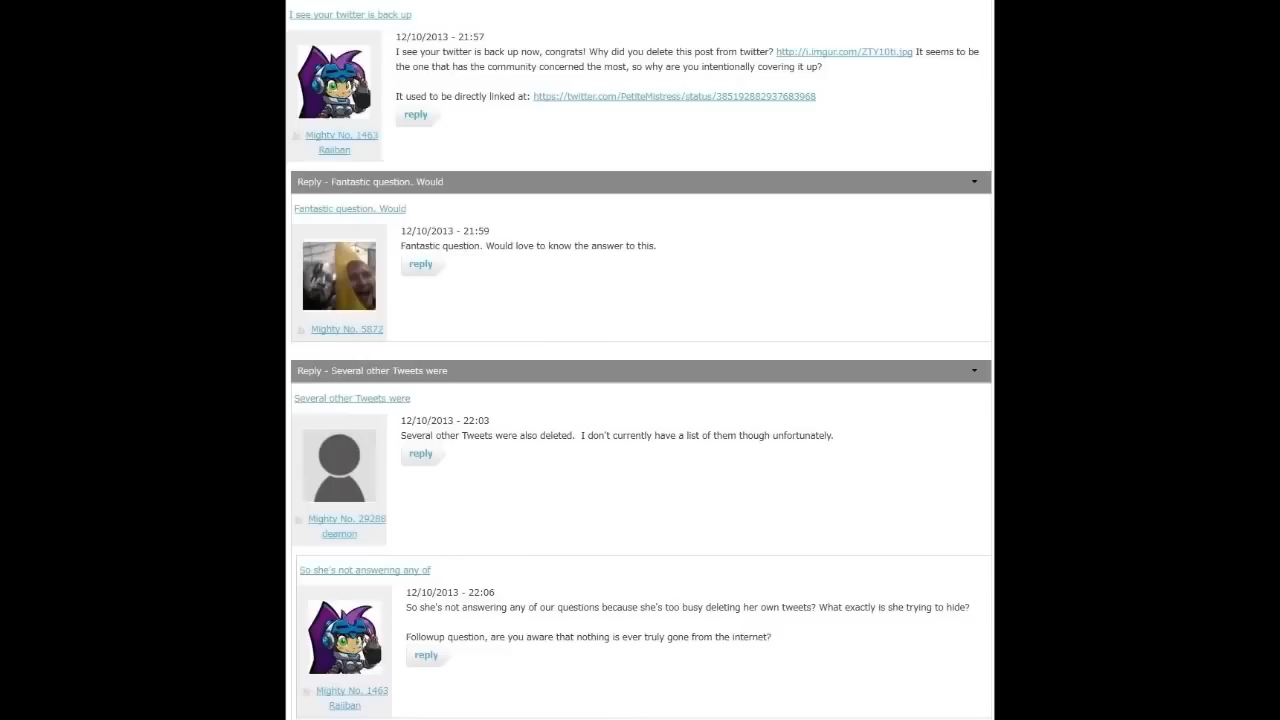 I see your twitter is back up
12/10/2013 - 21:57
I see your twitter is back up now, congrats! Why did you delete this post from twitter? http://i.imgur.com/ZTY10ti.jpg It seems to be
the one that has the community concerned the most, so why are you intentionally covering it up?
It used to be directly linked at: https://twitter.com/PetiteMistress/status/385192882937683968
reply
Mighty No. 1463
Raiiban
Reply - Fantastic question. Would
Fantastic question. Would
12/10/2013 - 21:59
Fantastic question. Would love to know the answer to this.
reply
Mighty No. 5872
Reply - Several other Tweets were
Several other Tweets were
12/10/2013 - 22:03
Several other Tweets were also deleted.  I don't currently have a list of them though unfortunately.
reply
Mighty No. 29288
deamon
So she's not answering any of
12/10/2013 - 22:06
So she's not answering any of our questions because she's too busy deleting her own tweets? What exactly is she trying to hide?
Followup question, are you aware that nothing is ever truly gone from the internet?
reply
Mighty No. 1463
Raiiban